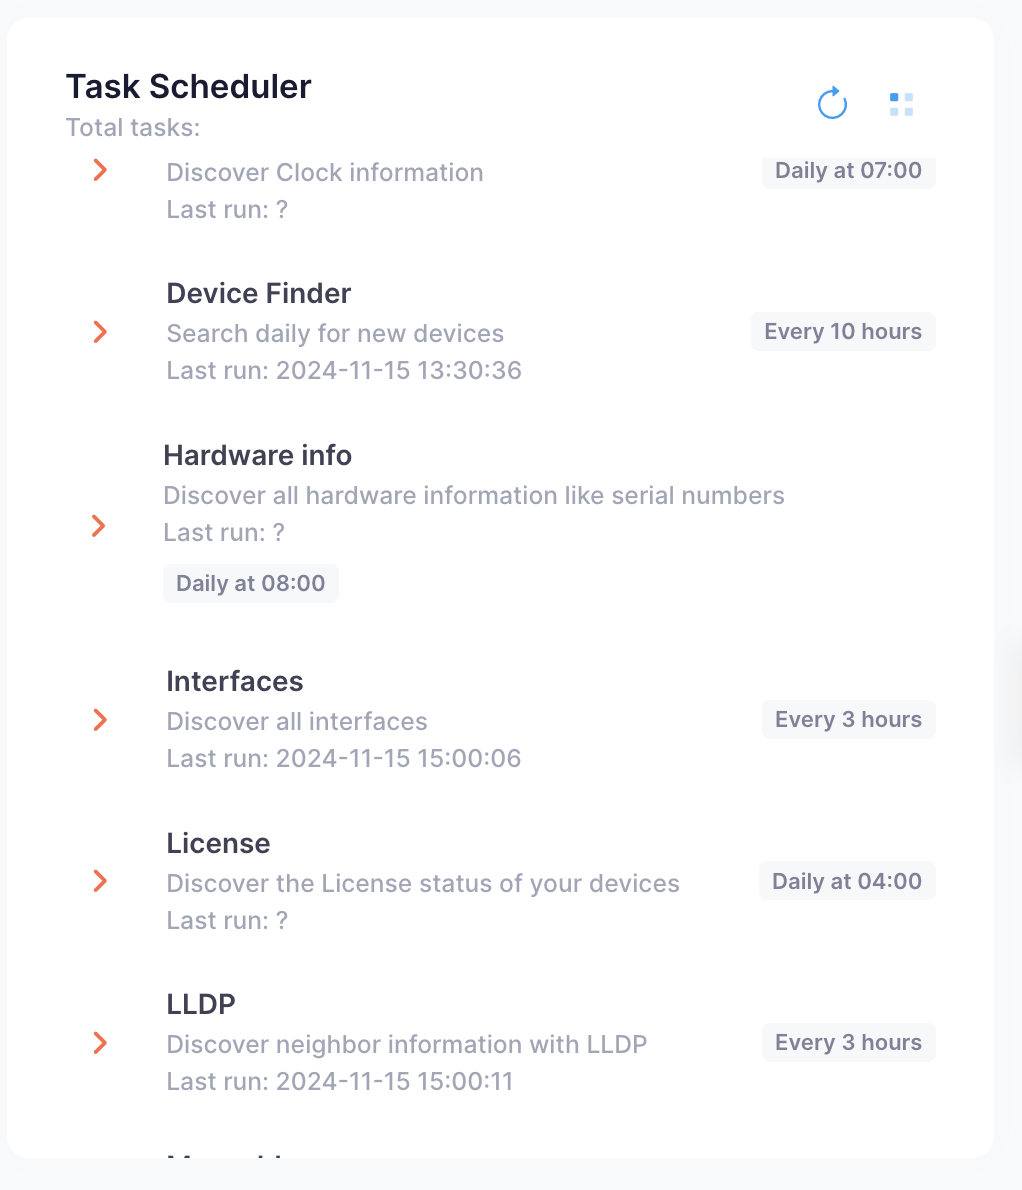 Task Scheduler
Total tasks:
Discover Clock information
Daily at 07:00
Last run: ?
Device Finder
Search daily for new devices
Every 10 hours
Last run: 2024-11-15 13:30:36
Hardware info
Discover all hardware information like serial numbers
Last run: ?
Daily at 08:00
Interfaces
Discover all interfaces
Every 3 hours
Last run: 2024-11-15 15:00:06
License
Discover the License status of your devices
Daily at 04:00
Last run: ?
LLDP
Discover neighbor information with LLDP
Every 3 hours
Last run: 2024-11-15 15:00:11